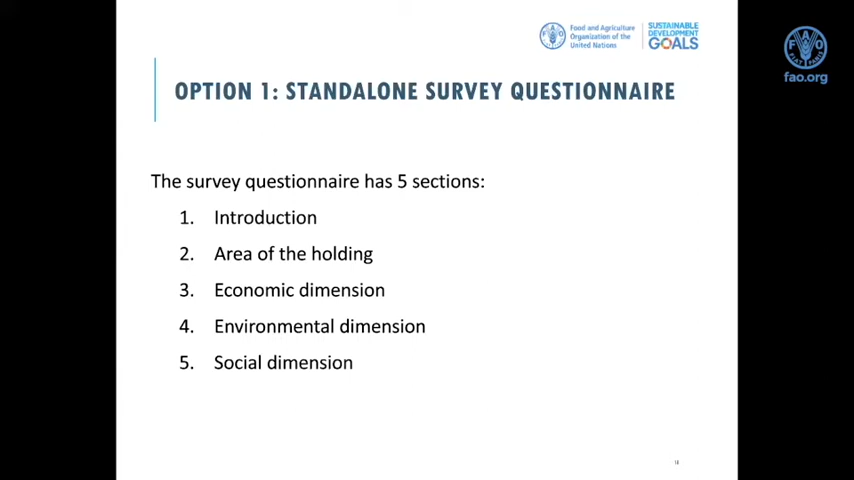 Food and Agriculture
Organization of the
United Nations
SUSTAINABLE
DEVELOPMENT
GOALS
fao.org
OPTION 1: STANDALONE SURVEY QUESTIONNAIRE
The survey questionnaire has 5 sections:
1. Introduction
2. Area of the holding
3. Economic dimension
4. Environmental dimension
5. Social dimension